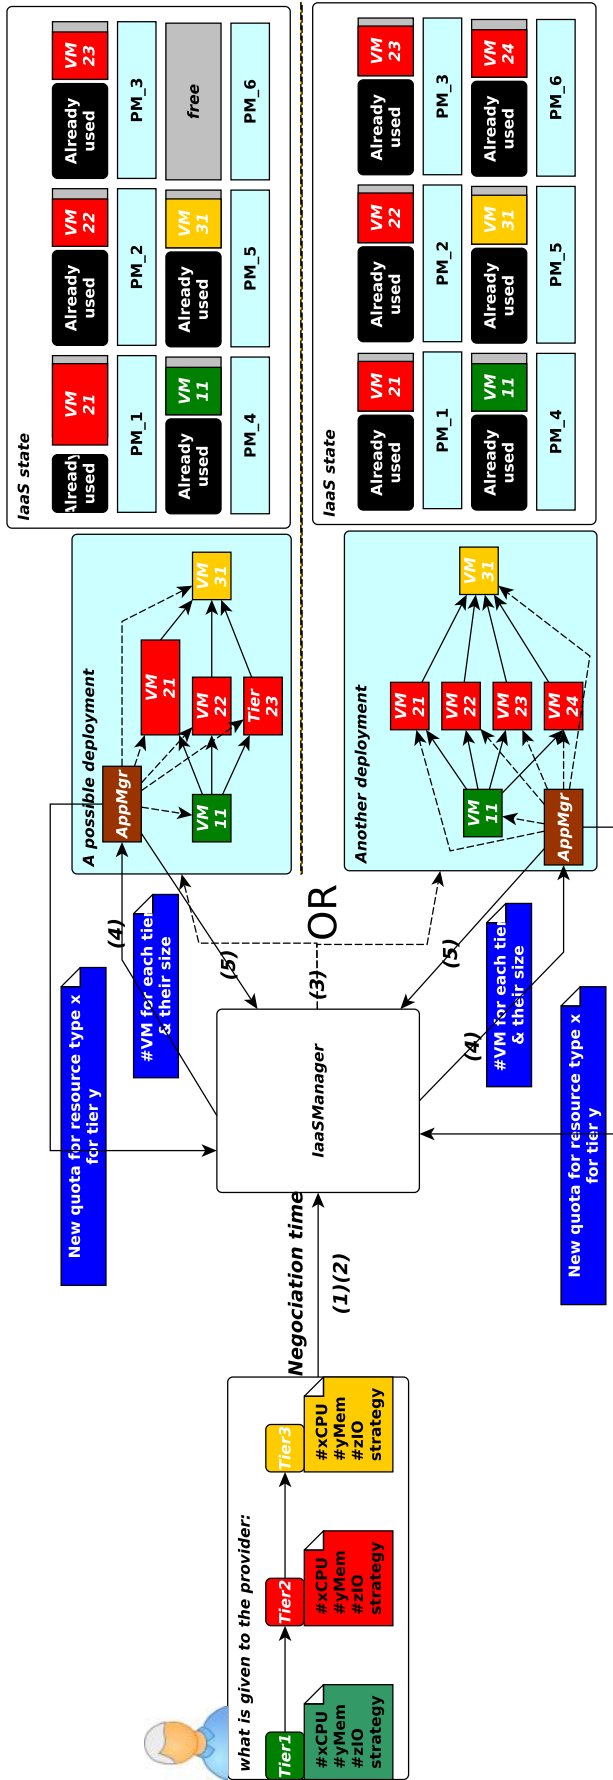 what is given to the provider:
Tier1
Tier2
Tier3
#xCPU
#yMem
#zIO
strategy
#xCPU
#yMem
#zIO
strategy
#xCPU
#yMem
#zIO
strategy
Negociation time
(1)(2)
IaaSManager
New quota for resource type x
for tier y
#VM for each tier
& their size
(4)
(5)
(3)
OR
(5)
(4)
#VM for each tier
& their size
New quota for resource type x
for tier y
A possible deployment
AppMgr
VM
11
VM
21
VM
22
Tier
23
VM
31
IaaS state
Already
used
VM
21
Already
used
VM
22
Already
used
VM
23
PM_1
PM_2
PM_3
Already
used
VM
11
Already
used
VM
31
free
PM_4
PM_5
PM_6
Another deployment
VM
21
VM
22
VM
23
VM
24
VM
11
VM
31
AppMgr
IaaS state
Already
used
VM
21
Already
used
VM
22
Already
used
VM
23
PM_1
PM_2
PM_3
Already
used
VM
11
Already
used
VM
31
Already
used
VM
24
PM_4
PM_5
PM_6